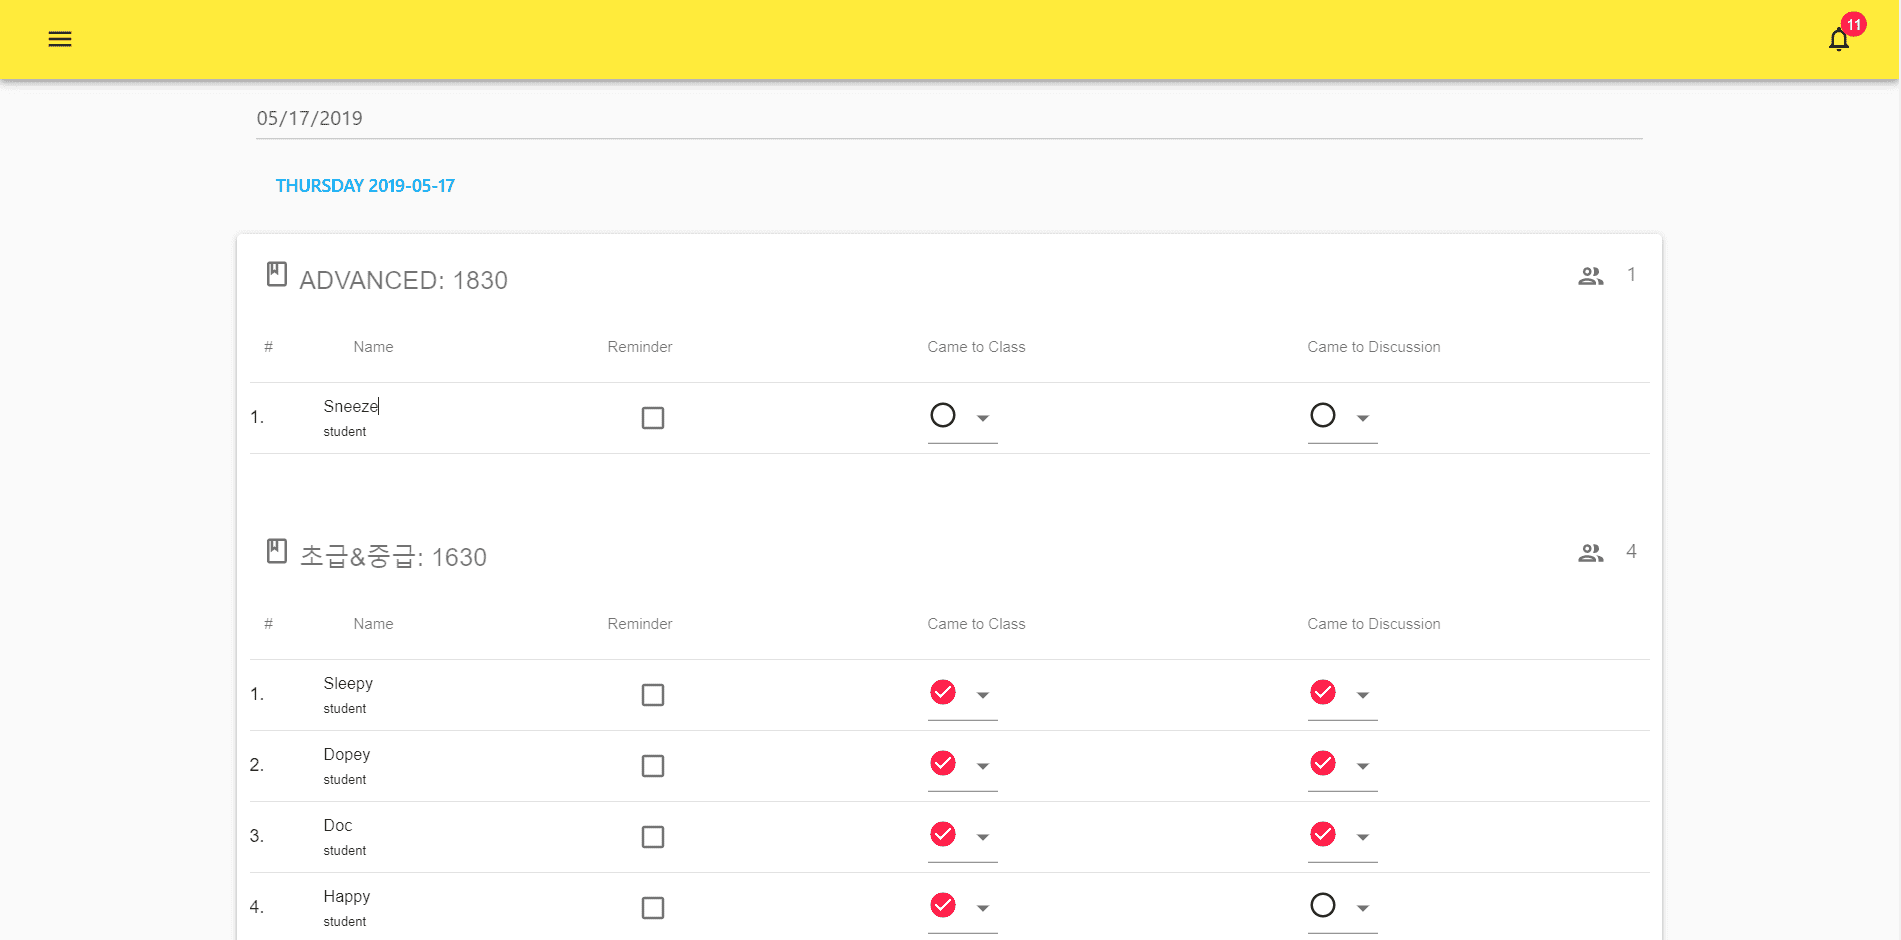 11
05/17/2019
THURSDAY 2019-05-17
ADVANCED: 1830 1
# Name Reminder Came to Class Came to Discussion
1. Sneeze
student
초급&중급: 1630 4
# Name Reminder Came to Class Came to Discussion
1. Sleepy
student
2. Dopey
student
3. Doc
student
4. Happy
student